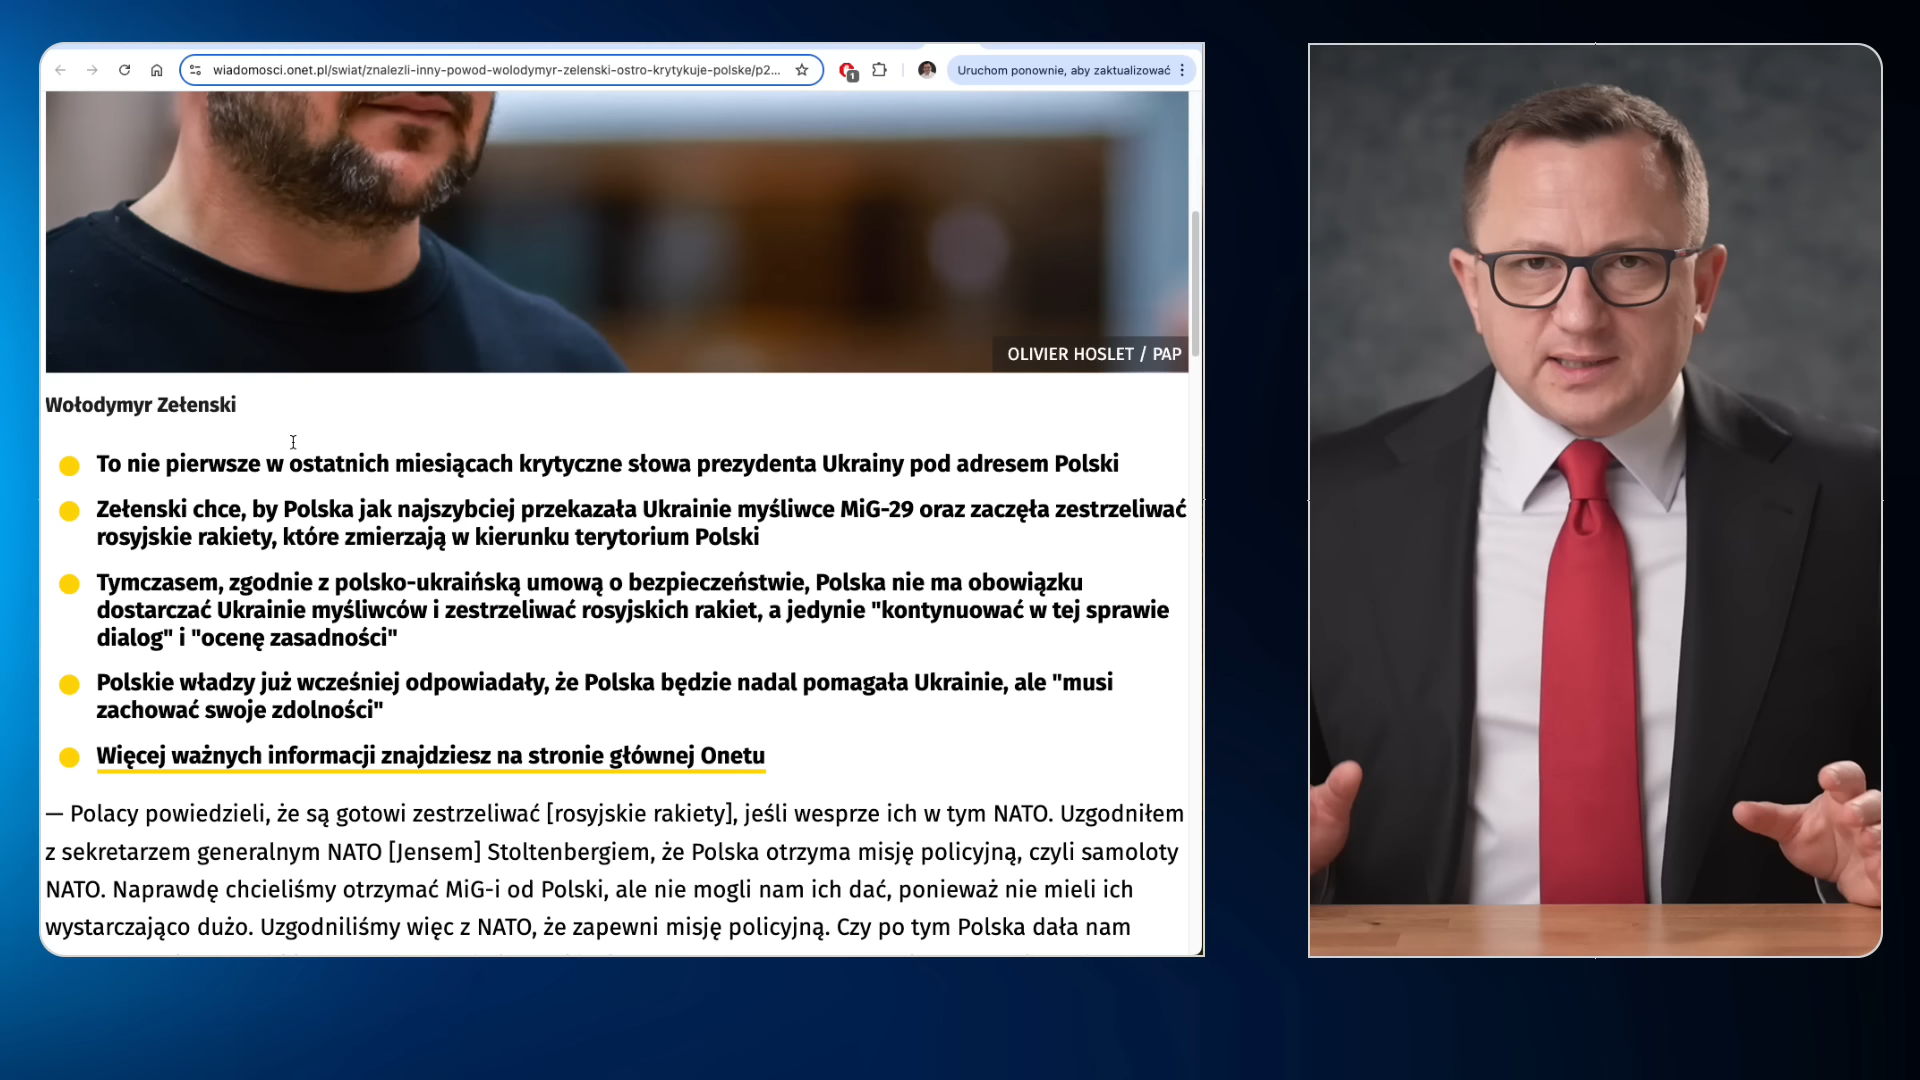 wiadomosci.onet.pl/swiat/znalezli-inny-powod-wolodymyr-zelenski-ostro-krytykuje-polske/p2...
1
Uruchom ponownie, aby zaktualizować
OLIVIER HOSLET / PAP
Wołodymyr Zełenski
To nie pierwsze w ostatnich miesiącach krytyczne słowa prezydenta Ukrainy pod adresem Polski
Zełenski chce, by Polska jak najszybciej przekazała Ukrainie myśliwce MiG-29 oraz zaczęła zestrzeliwać
rosyjskie rakiety, które zmierzają w kierunku terytorium Polski
Tymczasem, zgodnie z polsko-ukraińską umową o bezpieczeństwie, Polska nie ma obowiązku
dostarczać Ukrainie myśliwców i zestrzeliwać rosyjskich rakiet, a jedynie "kontynuować w tej sprawie
dialog" i "ocenę zasadności"
Polskie władzy już wcześniej odpowiadały, że Polska będzie nadal pomagała Ukrainie, ale "musi
zachować swoje zdolności"
Więcej ważnych informacji znajdziesz na stronie głównej Onetu
— Polacy powiedzieli, że są gotowi zestrzeliwać [rosyjskie rakiety], jeśli wesprze ich w tym NATO. Uzgodniłem
z sekretarzem generalnym NATO [Jensem] Stoltenbergiem, że Polska otrzyma misję policyjną, czyli samoloty
NATO. Naprawdę chcieliśmy otrzymać MiG-i od Polski, ale nie mogli nam ich dać, ponieważ nie mieli ich
wystarczająco dużo. Uzgodniliśmy więc z NATO, że zapewni misję policyjną. Czy po tym Polska dała nam